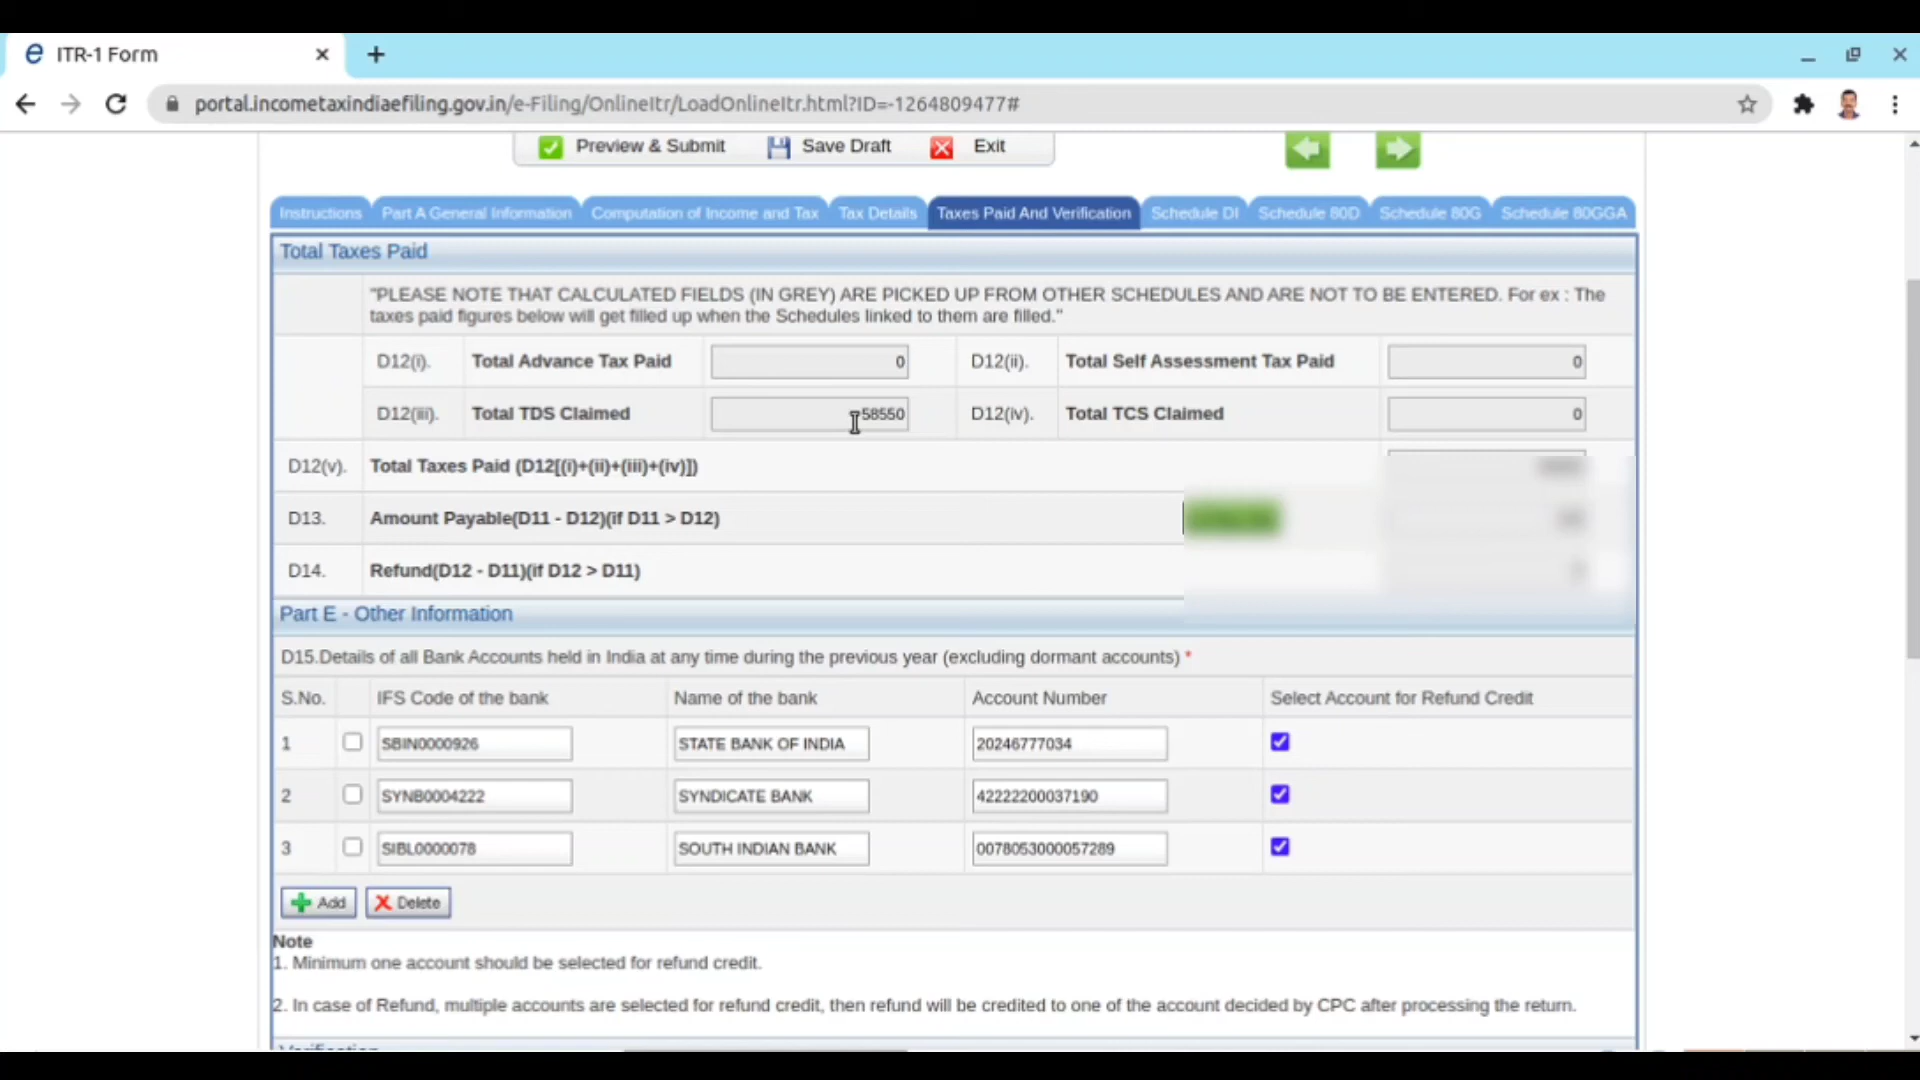 ITR-1 Form
portal.incometaxindiaefiling.gov.in/e-Filing/OnlineItr/LoadOnlineItr.html?ID=-1264809477#
Preview & Submit Save Draft Exit
Instructions Part A General Information Computation of Income and Tax Tax Details Taxes Paid And Verification Schedule DI Schedule 80D Schedule 80G Schedule 80GGA
Total Taxes Paid
"PLEASE NOTE THAT CALCULATED FIELDS (IN GREY) ARE PICKED UP FROM OTHER SCHEDULES AND ARE NOT TO BE ENTERED. For ex : The
taxes paid figures below will get filled up when the Schedules linked to them are filled."
D12(i). Total Advance Tax Paid 0 D12(ii). Total Self Assessment Tax Paid 0
D12(iii). Total TDS Claimed 58550 D12(iv). Total TCS Claimed 0
D12(v). Total Taxes Paid (D12[(i)+(ii)+(iii)+(iv)])
D13. Amount Payable(D11 - D12)(if D11 > D12)
D14. Refund(D12 - D11)(if D12 > D11)
Part E - Other Information
D15.Details of all Bank Accounts held in India at any time during the previous year (excluding dormant accounts) *
S.No. IFS Code of the bank Name of the bank Account Number Select Account for Refund Credit
1 SBIN0000926 STATE BANK OF INDIA 20246777034
2 SYNB0004222 SYNDICATE BANK 42222200037190
3 SIBL0000078 SOUTH INDIAN BANK 0078053000057289
Add Delete
Note
1. Minimum one account should be selected for refund credit.
2. In case of Refund, multiple accounts are selected for refund credit, then refund will be credited to one of the account decided by CPC after processing the return.